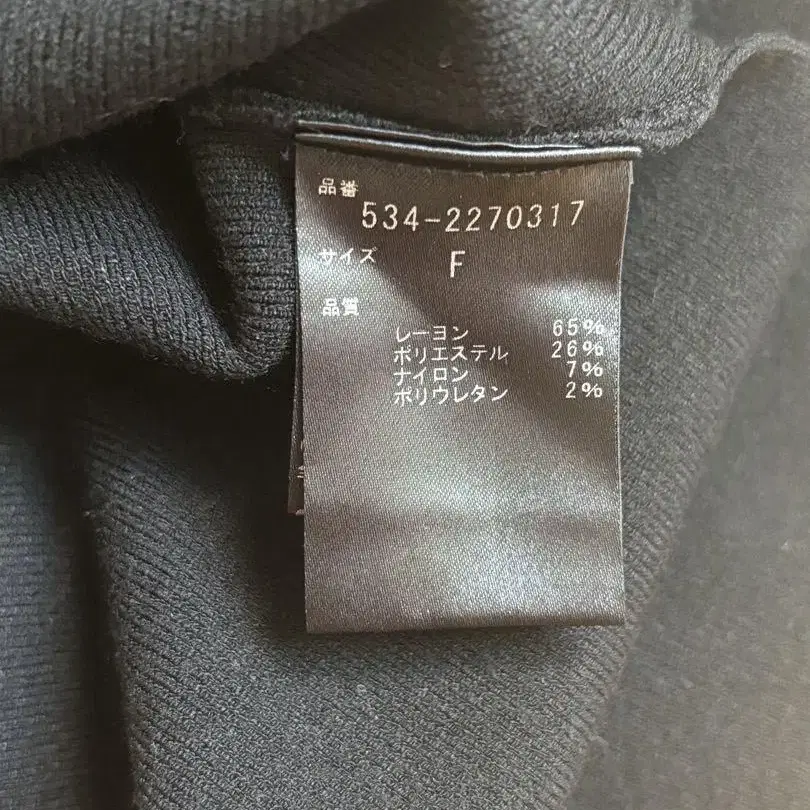 品番
534-2270317
サイズ F
品質
レーヨン 65%
ポリエステル 26%
ナイロン 7%
ポリウレタン 2%